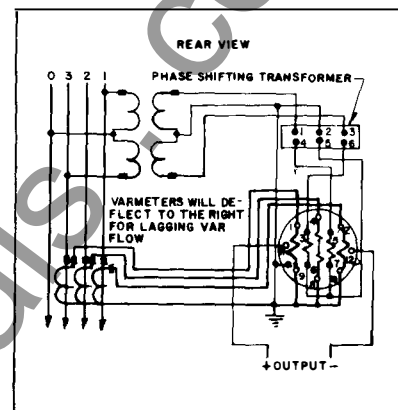 REAR VIEW
0 3 2 1
PHASE SHIFTING TRANSFORMER
1 2 3
4 5 6
VARMETERS WILL DE-
FLECT TO THE RIGHT
FOR LAGGING VAR
FLOW
+OUTPUT-